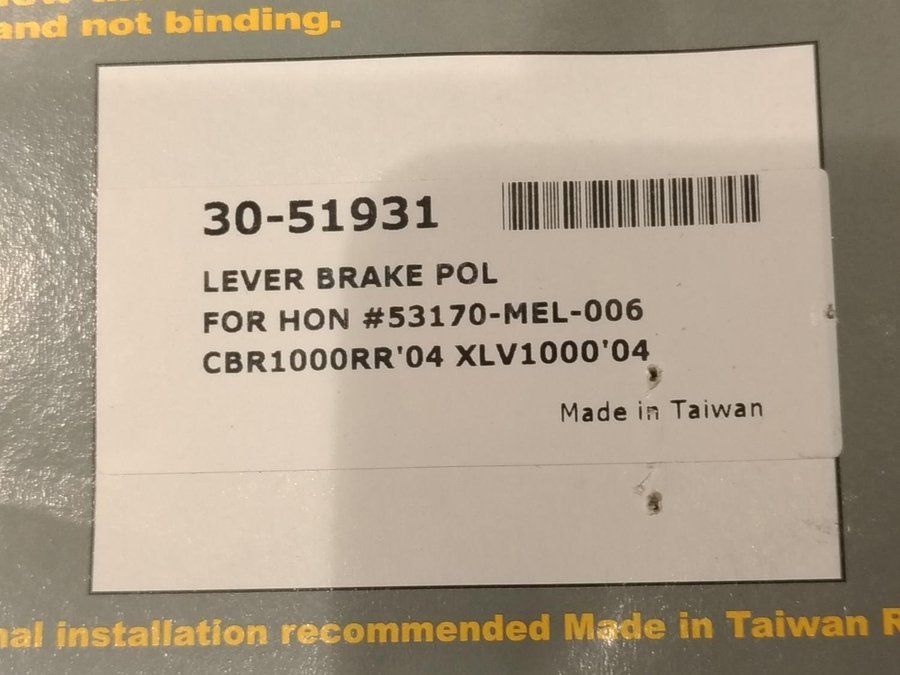 and not binding.
30-51931
LEVER BRAKE POL
FOR HON #53170-MEL-006
CBR1000RR'04 XLV1000'04
Made in Taiwan
installation recommended Made in Taiwan